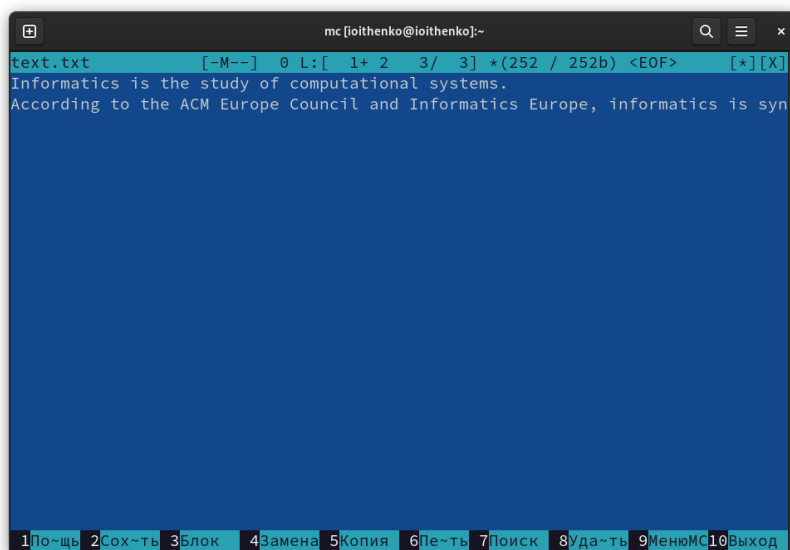 mc [ioithenko@ioithenko]:~
text.txt [-M--] 0 L:[ 1+ 2 3/ 3] *(252 / 252b) <EOF> [*][X]
Informatics is the study of computational systems.
According to the ACM Europe Council and Informatics Europe, informatics is syn
1По~щь 2Сох~ть 3Блок 4Замена 5Копия 6Пе~ть 7Поиск 8Уда~ть 9МенюMC 10Выход